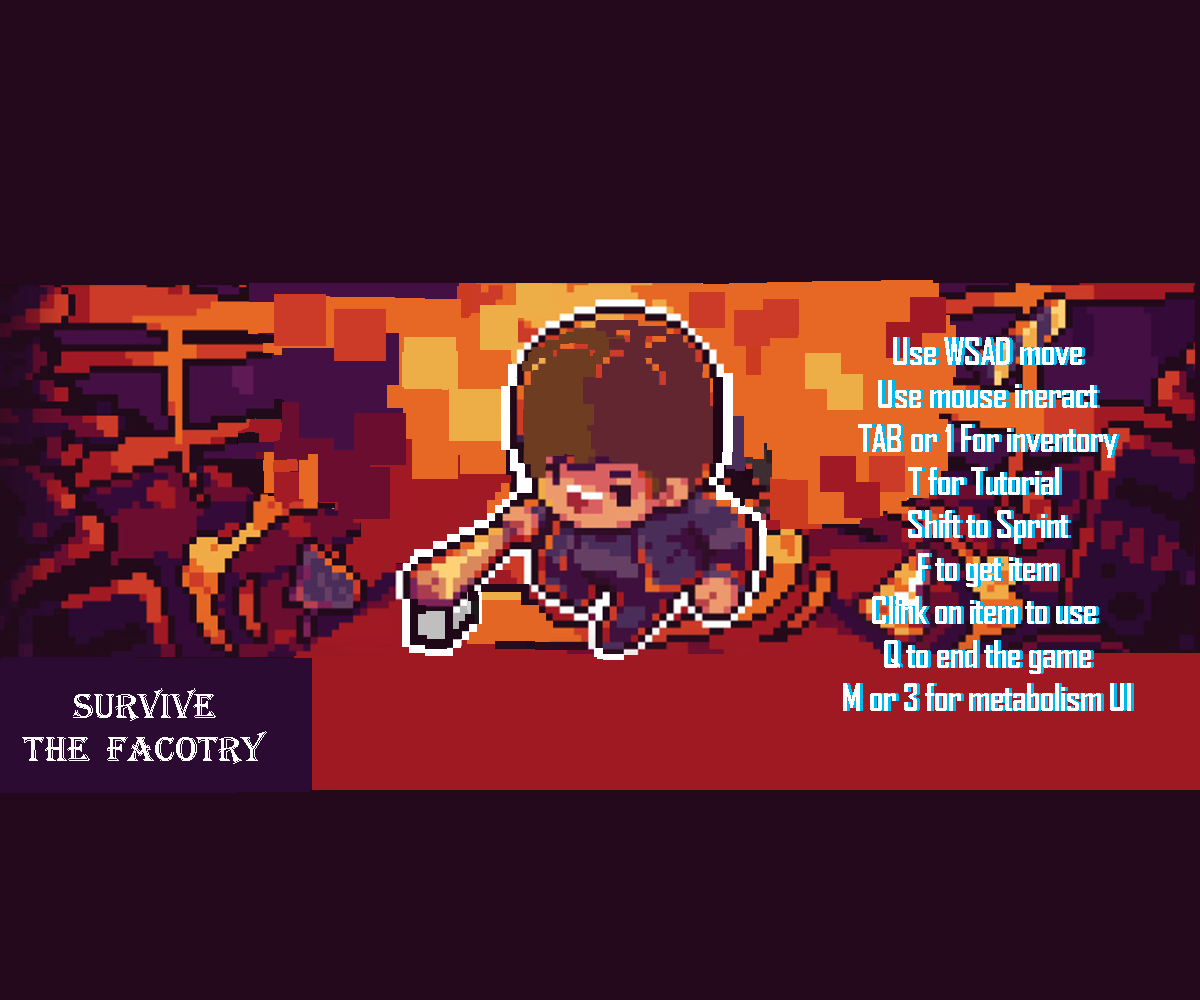 Use WSAD move
Use mouse ineract
TAB or 1 For inventory
T for Tutorial
Shift to Sprint
F to get item
Clink on item to use
Q to end the game
M or 3 for metabolism UI
SURVIVE
THE FACOTRY